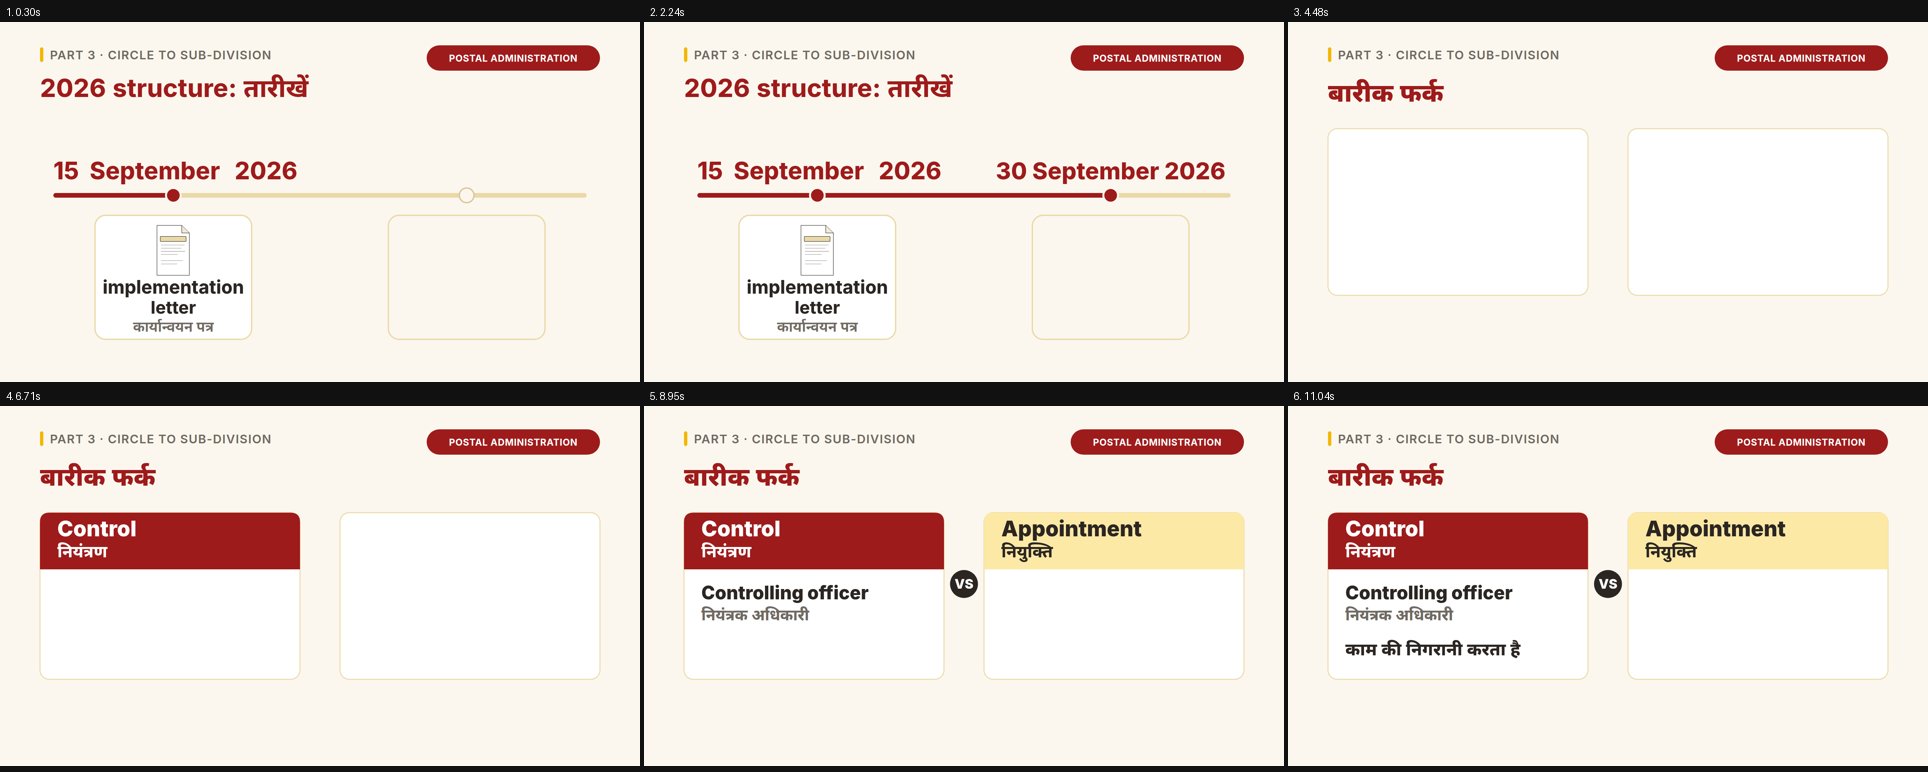 1. 0.30s
PART 3 · CIRCLE TO SUB-DIVISION
POSTAL ADMINISTRATION
2026 structure: तारीखें
15 September 2026
implementation
letter
कार्यान्वयन पत्र
2. 2.24s
PART 3 · CIRCLE TO SUB-DIVISION
POSTAL ADMINISTRATION
2026 structure: तारीखें
15 September 2026
30 September 2026
implementation
letter
कार्यान्वयन पत्र
3. 4.48s
PART 3 · CIRCLE TO SUB-DIVISION
POSTAL ADMINISTRATION
बारीक फर्क
4. 6.71s
PART 3 · CIRCLE TO SUB-DIVISION
POSTAL ADMINISTRATION
बारीक फर्क
Control
नियंत्रण
5. 8.95s
PART 3 · CIRCLE TO SUB-DIVISION
POSTAL ADMINISTRATION
बारीक फर्क
Control
नियंत्रण
Controlling officer
नियंत्रक अधिकारी
VS
Appointment
नियुक्ति
6. 11.04s
PART 3 · CIRCLE TO SUB-DIVISION
POSTAL ADMINISTRATION
बारीक फर्क
Control
नियंत्रण
Controlling officer
नियंत्रक अधिकारी
काम की निगरानी करता है
VS
Appointment
नियुक्ति